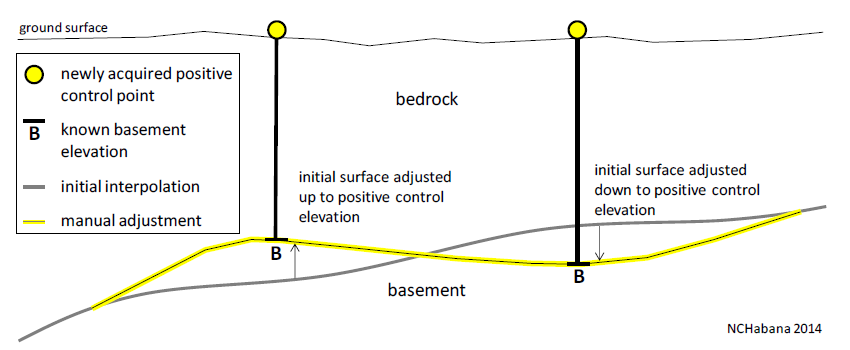 ground surface
newly acquired positive
control point
B
known basement
elevation
initial interpolation
manual adjustment
bedrock
initial surface adjusted
up to positive control
elevation
initial surface adjusted
down to positive control
elevation
B
B
basement
NCHabana 2014